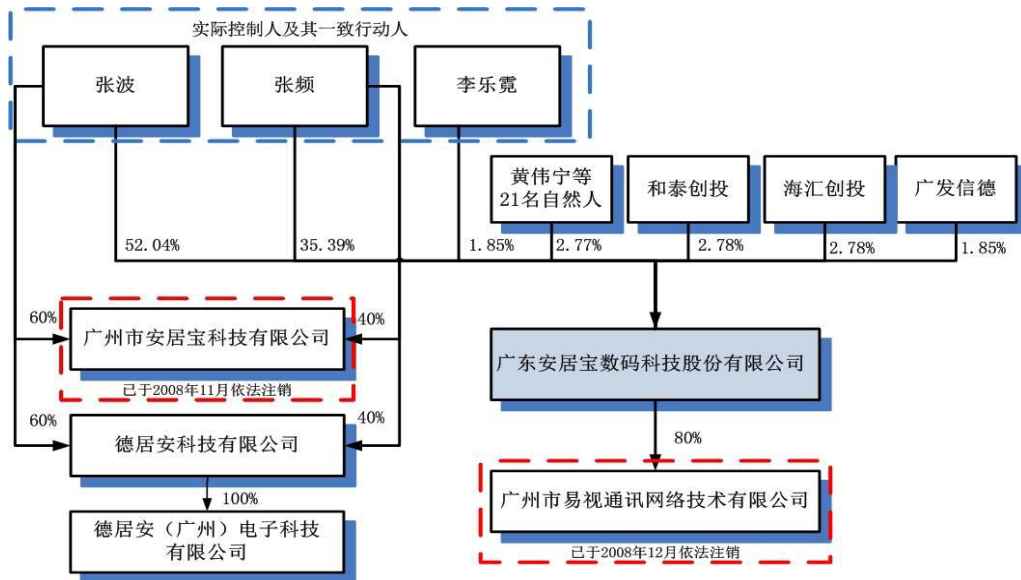 实际控制人及其一致行动人
张波
张频
李乐霓
黄伟宁等
21名自然人
和泰创投
海汇创投
广发信德
52.04%
35.39%
1.85%
2.77%
2.78%
2.78%
1.85%
60%
广州市安居宝科技有限公司
40%
已于2008年11月依法注销
广东安居宝数码科技股份有限公司
60%
德居安科技有限公司
40%
80%
100%
德居安（广州）电子科技
有限公司
广州市易视通讯网络技术有限公司
已于2008年12月依法注销